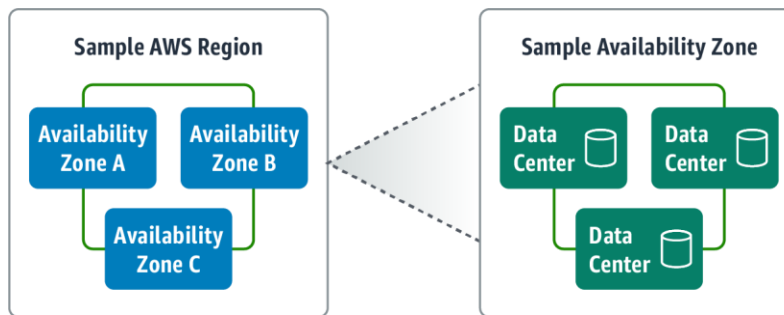 Sample AWS Region
Availability
Zone A
Availability
Zone B
Availability
Zone C
Sample Availability Zone
Data
Center
Data
Center
Data
Center